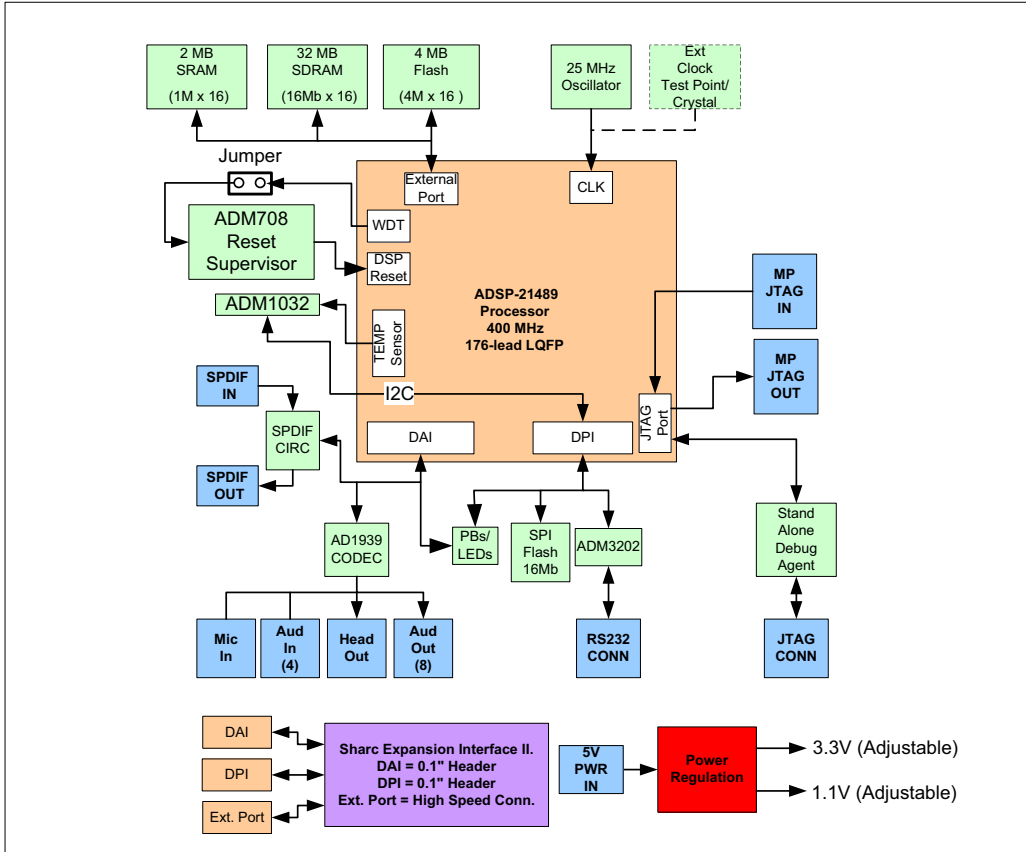 2 MB
SRAM
(1M x 16)
32 MB
SDRAM
(16Mb x 16)
4 MB
Flash
(4M x 16 )
25 MHz
Oscillator
Ext
Clock
Test Point/
Crystal
Jumper
External
Port
CLK
WDT
ADM708
Reset
Supervisor
DSP
Reset
ADM1032
TEMP
Sensor
ADSP-21489
Processor
400 MHz
176-lead LQFP
MP
JTAG
IN
MP
JTAG
OUT
SPDIF
IN
I2C
JTAG
Port
SPDIF
CIRC
DAI
DPI
SPDIF
OUT
AD1939
CODEC
PBs/
LEDs
SPI
Flash
16Mb
ADM3202
Stand
Alone
Debug
Agent
Mic
In
Aud
In
(4)
Head
Out
Aud
Out
(8)
RS232
CONN
JTAG
CONN
DAI
DPI
Ext. Port
Sharc Expansion Interface II.
DAI = 0.1" Header
DPI = 0.1" Header
Ext. Port = High Speed Conn.
5V
PWR
IN
Power
Regulation
3.3V (Adjustable)
1.1V (Adjustable)